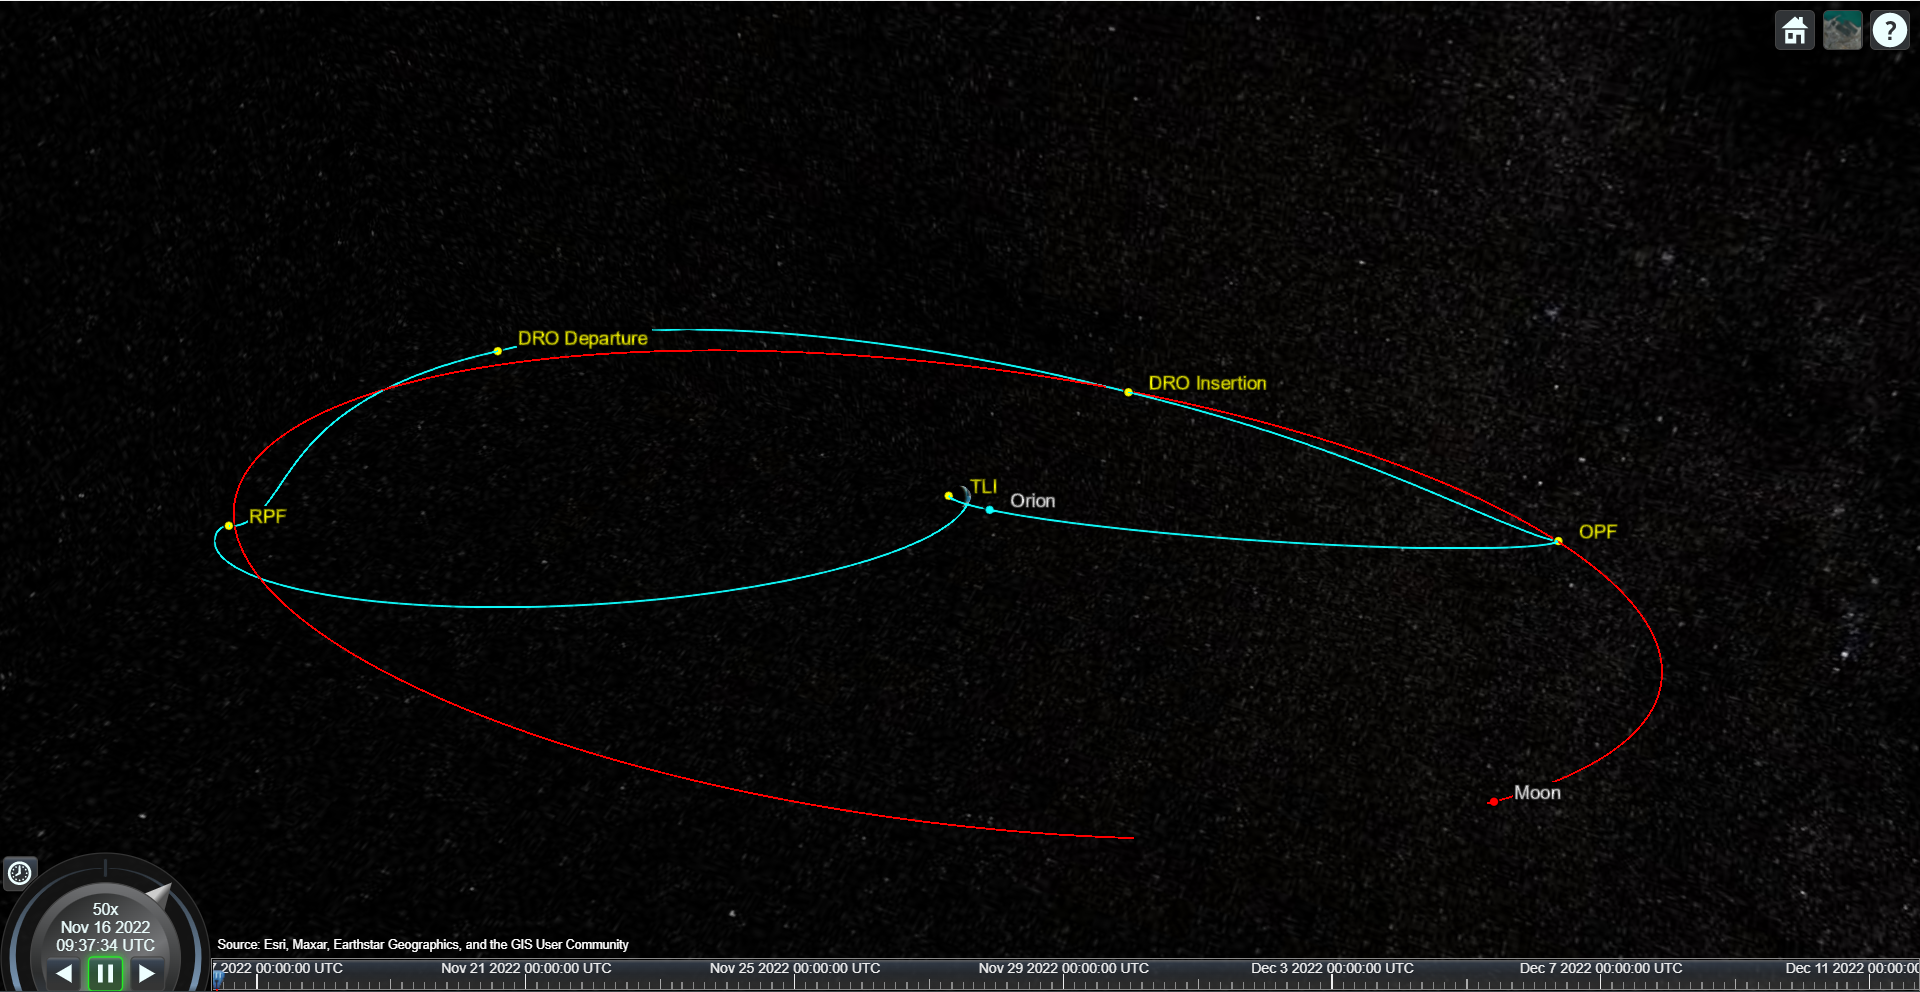 ?
DRO Departure
DRO Insertion
TLI
Orion
RPF
OPF
Moon
50x
Nov 16 2022
09:37:34 UTC
Source: Esri, Maxar, Earthstar Geographics, and the GIS User Community
2022 00:00:00 UTC
Nov 21 2022 00:00:00 UTC
Nov 25 2022 00:00:00 UTC
Nov 29 2022 00:00:00 UTC
Dec 3 2022 00:00:00 UTC
Dec 7 2022 00:00:00 UTC
Dec 11 2022 00:00:00